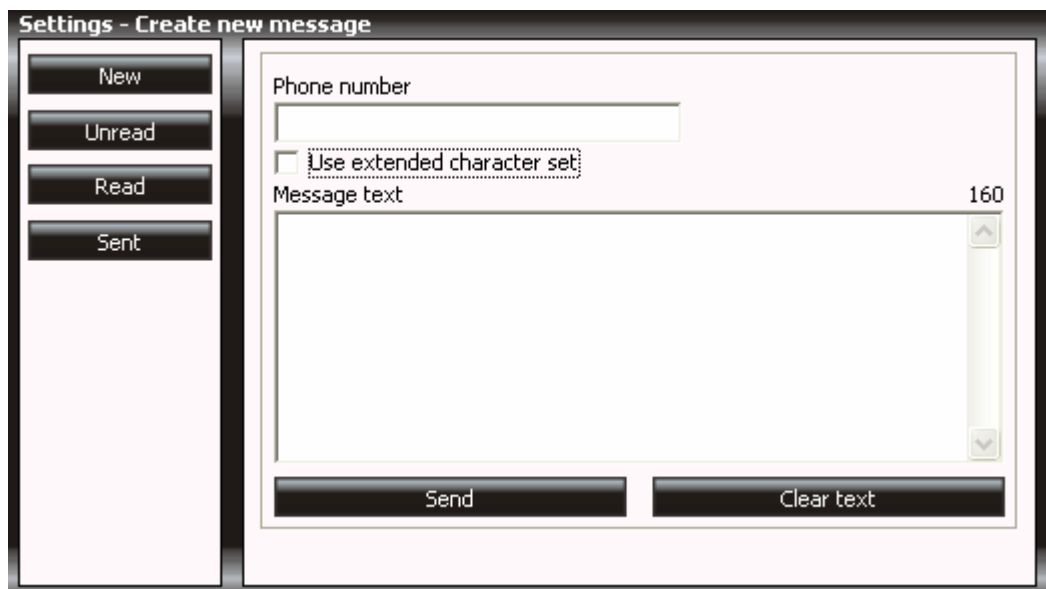 Settings - Create new message
New
Unread
Read
Sent
Phone number
Use extended character set
Message text 160
Send Clear text